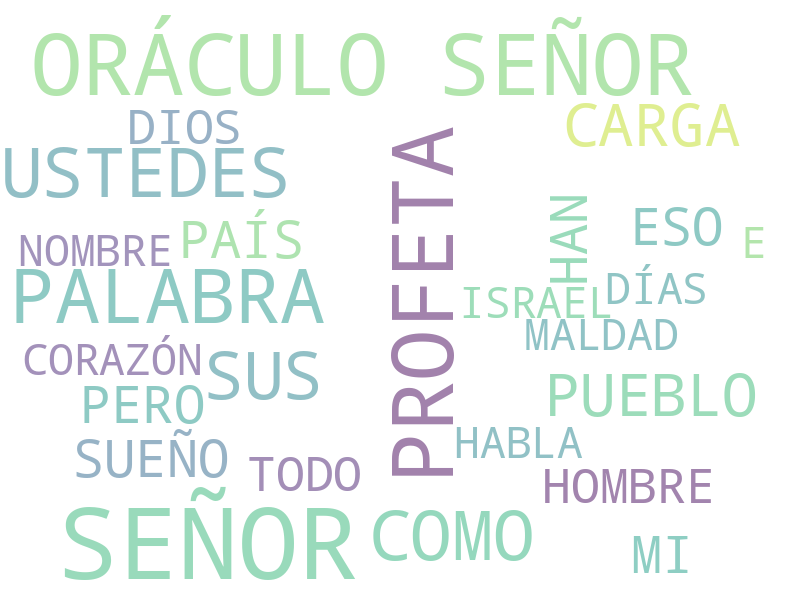 ORÁCULO SEÑOR
DIOS
CARGA
USTEDES
PROFETA
HAN
ESO
E
NOMBRE
PAÍS
PALABRA
ISRAEL
DÍAS
MALDAD
CORAZÓN
SUS
PERO
PUEBLO
SUEÑO
TODO
HABLA
HOMBRE
SEÑOR
COMO
MI